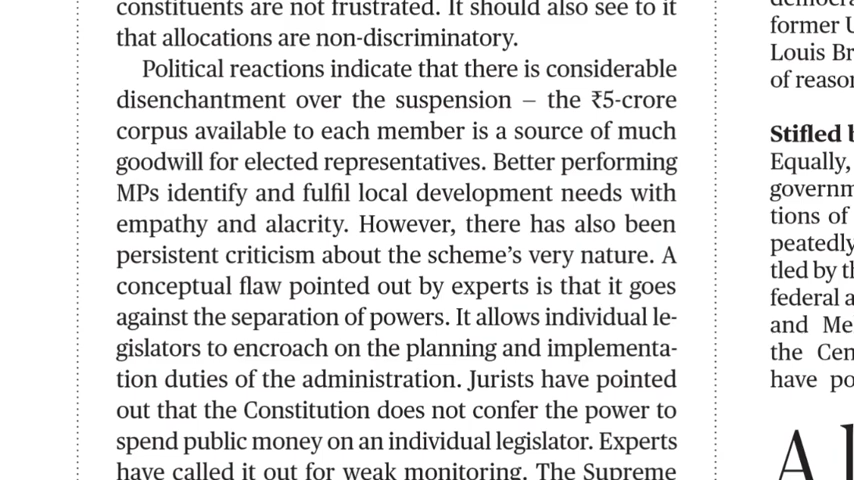 constituents are not frustrated. It should also see to it
that allocations are non-discriminatory.
Political reactions indicate that there is considerable
disenchantment over the suspension – the ₹5-crore
corpus available to each member is a source of much
goodwill for elected representatives. Better performing
MPs identify and fulfil local development needs with
empathy and alacrity. However, there has also been
persistent criticism about the scheme’s very nature. A
conceptual flaw pointed out by experts is that it goes
against the separation of powers. It allows individual le-
gislators to encroach on the planning and implementa-
tion duties of the administration. Jurists have pointed
out that the Constitution does not confer the power to
spend public money on an individual legislator. Experts
have called it out for weak monitoring. The Supreme
former U
Louis Br
of reason
Stifled b
Equally,
governm
tions of
peatedly
tled by th
federal a
and Me
the Cen
have po
A